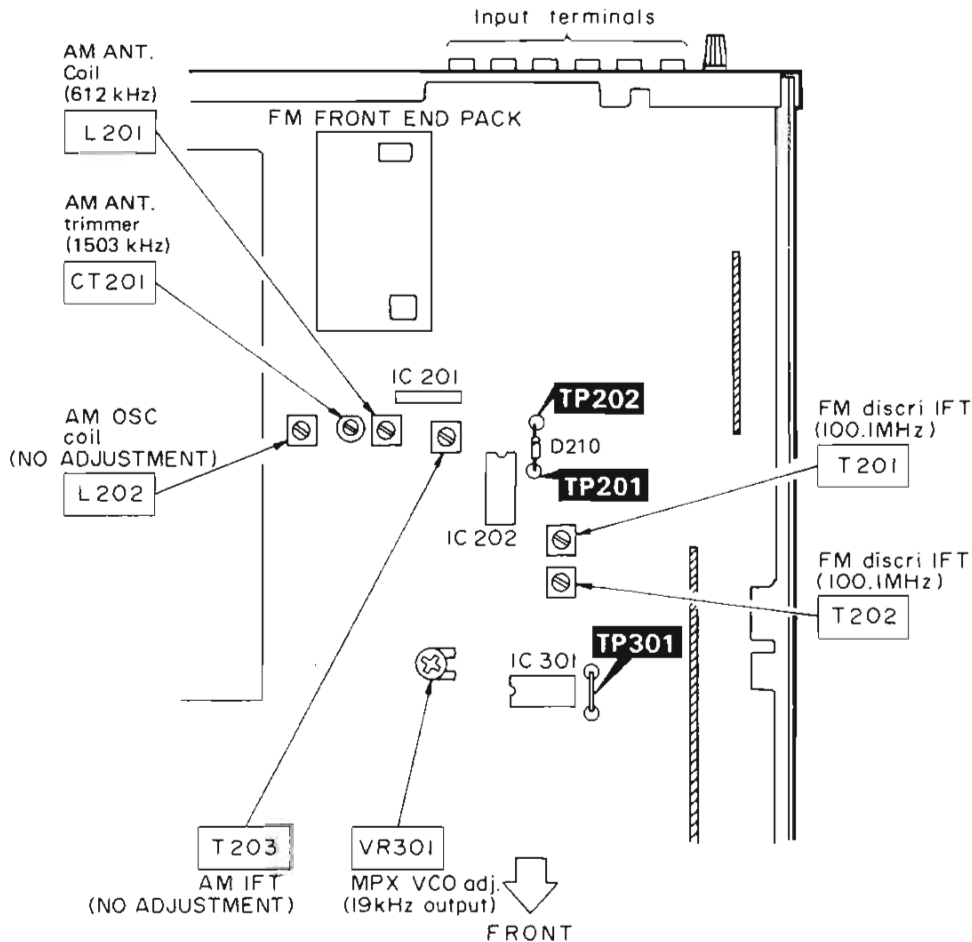 Input terminals
AM ANT.
Coil
(612 kHz)
L201
FM FRONT END PACK
AM ANT.
trimmer
(1503 kHz)
CT201
IC 201
TP202
AM OSC
coil
(NO ADJUSTMENT)
L202
D210
TP201
IC 202
FM discri IFT
(100.1MHz)
T201
FM discri IFT
(100.1MHz)
T202
TP301
IC 301
T203
AM IFT
(NO ADJUSTMENT)
VR301
MPX VCO adj.
(19kHz output)
FRONT